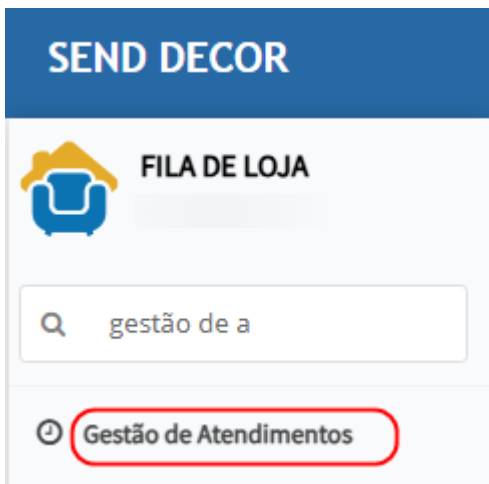 SEND DECOR
FILA DE LOJA
gestão de a
Gestão de Atendimentos